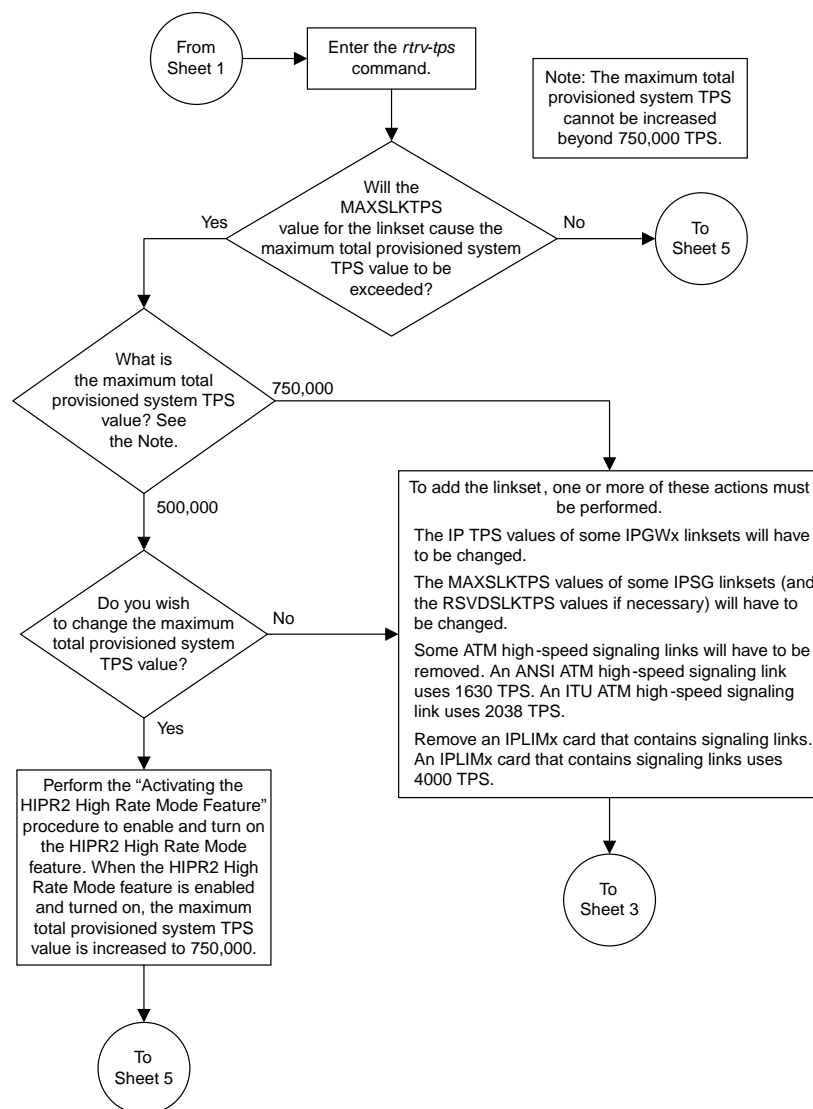 From
Sheet 1
Enter the rtrv-tps
command.
Note: The maximum total
provisioned system TPS
cannot be increased
beyond 750,000 TPS.
Will the
MAXSLKTPS
value for the linkset cause the
maximum total provisioned system
TPS value to be
exceeded?
Yes
No
To
Sheet 5
What is
the maximum total
provisioned system TPS
value? See
the Note.
750,000
500,000
To add the linkset, one or more of these actions must
be performed.
The IP TPS values of some IPGWx linksets will have
to be changed.
The MAXSLKTPS values of some IPSG linksets (and
the RSVDSLKTPS values if necessary) will have to
be changed.
Some ATM high-speed signaling links will have to be
removed. An ANSI ATM high-speed signaling link
uses 1630 TPS. An ITU ATM high-speed signaling
link uses 2038 TPS.
Remove an IPLIMx card that contains signaling links.
An IPLIMx card that contains signaling links uses
4000 TPS.
Do you wish
to change the maximum
total provisioned system
TPS value?
No
Yes
Perform the “Activating the
HIPR2 High Rate Mode Feature”
procedure to enable and turn on
the HIPR2 High Rate Mode
feature. When the HIPR2 High
Rate Mode feature is enabled
and turned on, the maximum
total provisioned system TPS
value is increased to 750,000.
To
Sheet 3
To
Sheet 5